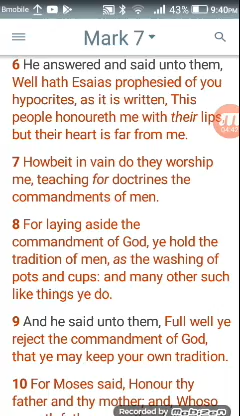 Bmobile 43% 9:40PM
Mark 7
6 He answered and said unto them,
Well hath Esaias prophesied of you
hypocrites, as it is written, This
people honoureth me with their lips,
but their heart is far from me.
7 Howbeit in vain do they worship
me, teaching for doctrines the
commandments of men.
8 For laying aside the
commandment of God, ye hold the
tradition of men, as the washing of
pots and cups: and many other such
like things ye do.
9 And he said unto them, Full well ye
reject the commandment of God,
that ye may keep your own tradition.
10 For Moses said, Honour thy
father and thy mother; and, Whoso
Recorded by Mobizen